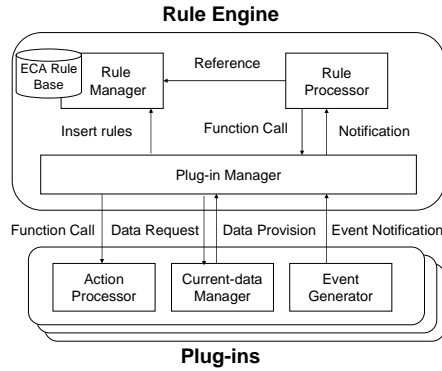 Rule Engine
ECA Rule
Base
Rule
Manager
Reference
Rule
Processor
Insert rules
Function Call
Notification
Plug-in Manager
Function Call
Data Request
Data Provision
Event Notification
Action
Processor
Current-data
Manager
Event
Generator
Plug-ins